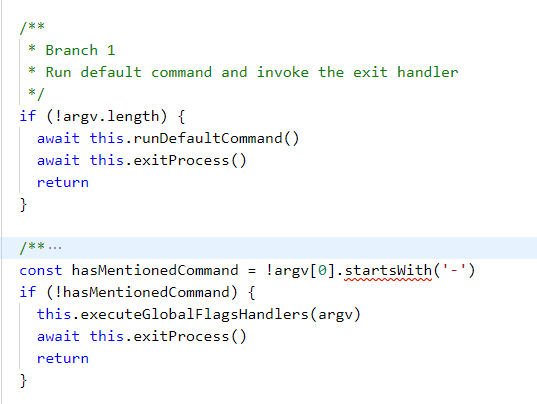 /**
* Branch 1
* Run default command and invoke the exit handler
*/
if (!argv.length) {
await this.runDefaultCommand()
await this.exitProcess()
return
}
/**···
const hasMentionedCommand = !argv[0].startsWith('-')
if (!hasMentionedCommand) {
this.executeGlobalFlagsHandlers(argv)
await this.exitProcess()
return
}